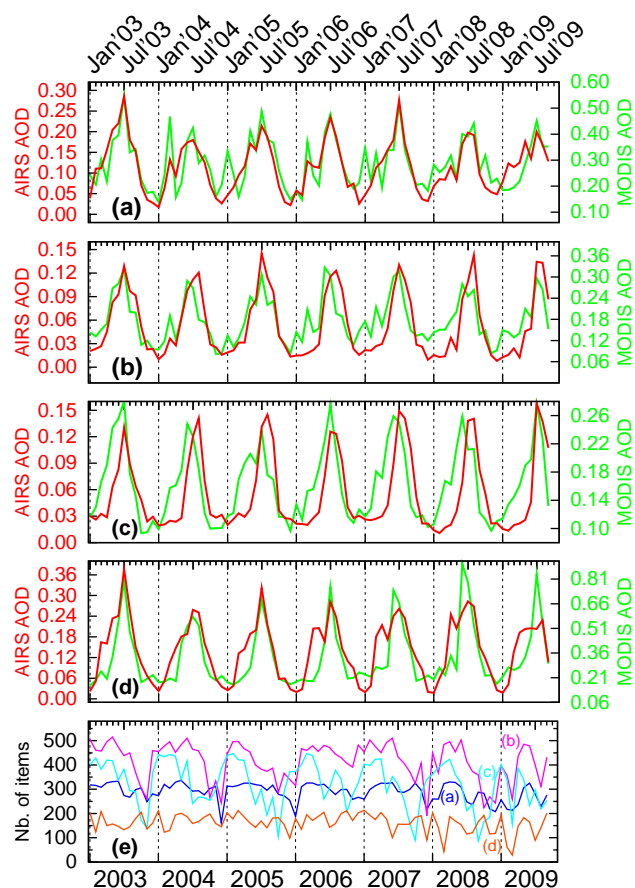 Jan'03 Jul'03 Jan'04 Jul'04 Jan'05 Jul'05 Jan'06 Jul'06 Jan'07 Jul'07 Jan'08 Jul'08 Jan'09 Jul'09
AIRS AOD
0.30
0.25
0.20
0.15
0.10
0.05
0.00
(a)
0.60
0.50
0.40
0.30
0.20
0.10
MODIS AOD
AIRS AOD
0.15
0.12
0.09
0.06
0.03
0.00
(b)
0.36
0.30
0.24
0.18
0.12
0.06
MODIS AOD
AIRS AOD
0.15
0.12
0.09
0.06
0.03
0.00
(c)
0.26
0.22
0.18
0.14
0.10
MODIS AOD
AIRS AOD
0.36
0.30
0.24
0.18
0.12
0.06
0.00
(d)
0.81
0.66
0.51
0.36
0.21
0.06
MODIS AOD
Nb. of items
500
400
300
200
100
0
(e)
(b)
(c)
(a)
(d)
2003 2004 2005 2006 2007 2008 2009